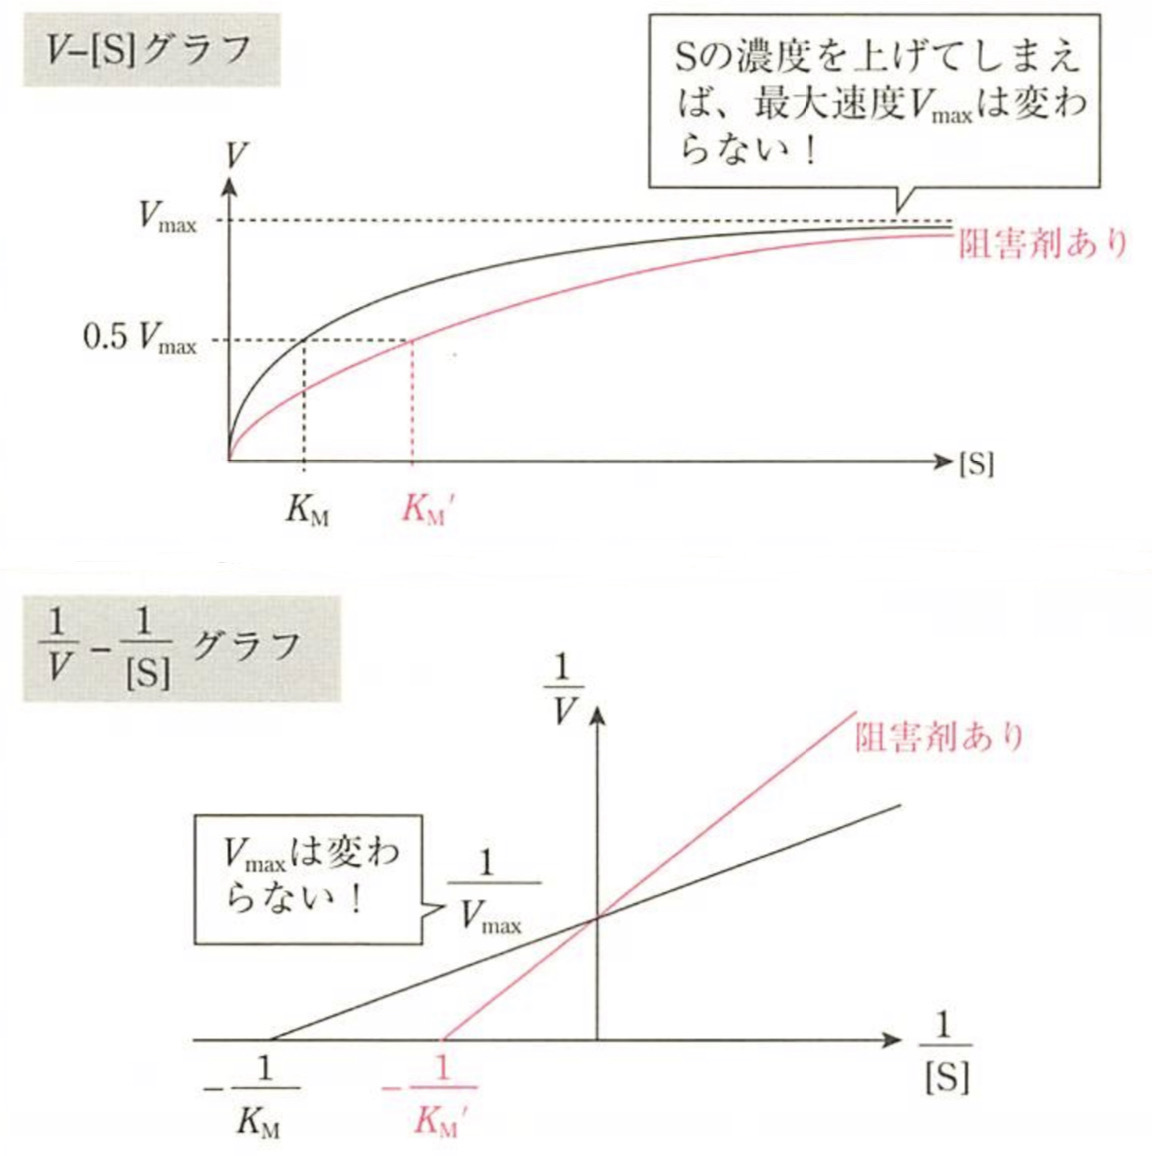 V–[S]グラフ
Sの濃度を上げてしまえ
ば、最大速度Vmaxは変わ
らない！
V
Vmax
阻害剤あり
0.5 Vmax
[S]
KM
KM′
1/V – 1/[S] グラフ
1/V
阻害剤あり
Vmaxは変わ
らない！
1/Vmax
1/[S]
−1/KM
−1/KM′